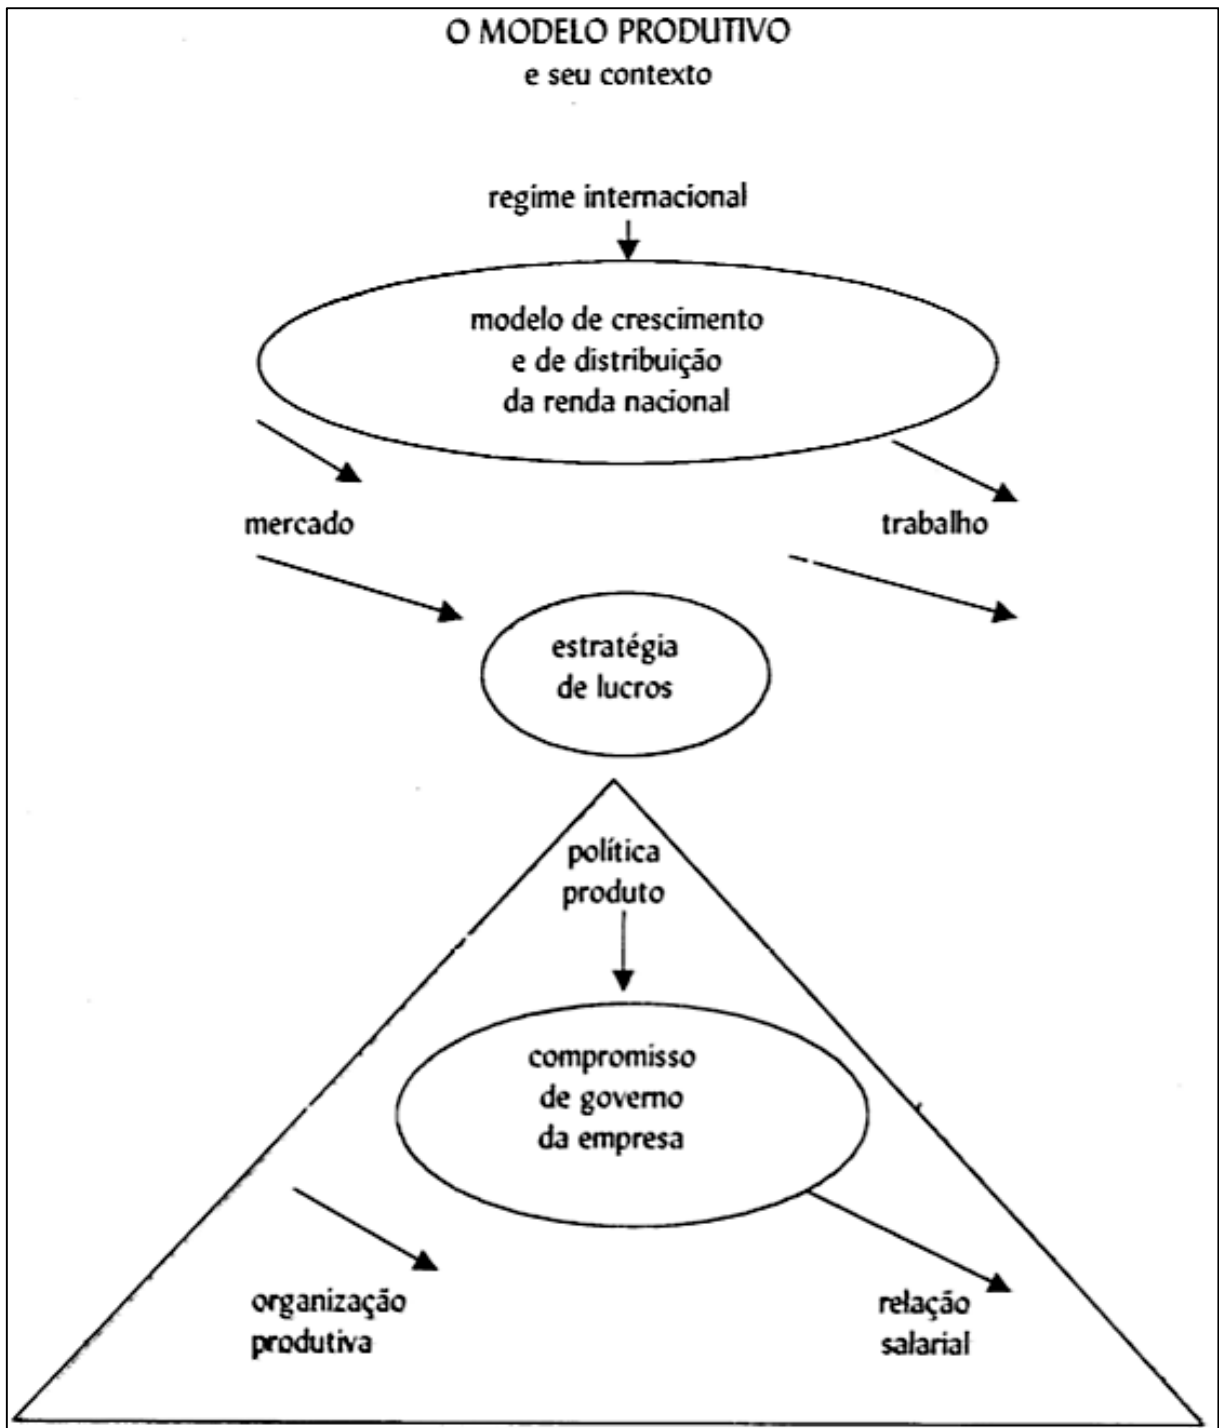 O MODELO PRODUTIVO
e seu contexto
regime internacional
modelo de crescimento
e de distribuição
da renda nacional
mercado
trabalho
estratégia
de lucros
política
produto
compromisso
de governo
da empresa
organização
produtiva
relação
salarial